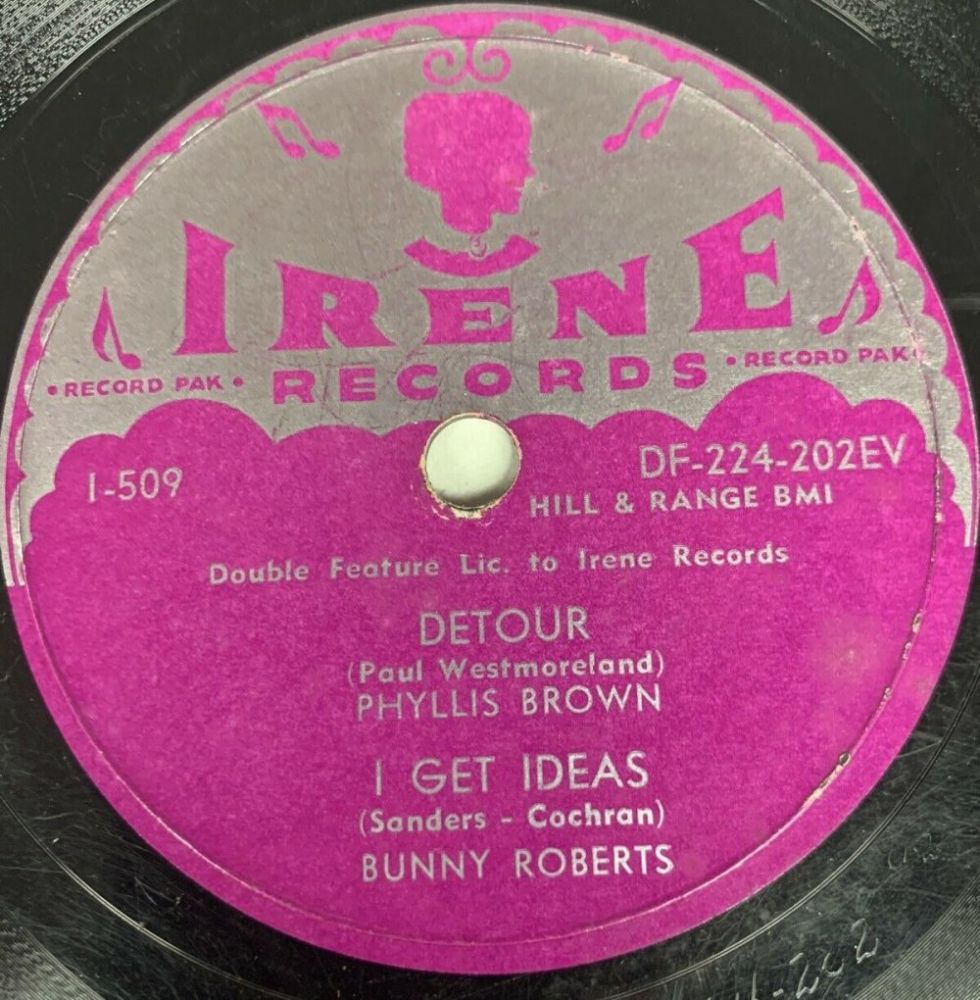 IRENE
• RECORD PAK • RECORDS • RECORD PAK •
I-509
DF-224-202EV
HILL & RANGE BMI
Double Feature Lic. to Irene Records
DETOUR
(Paul Westmoreland)
PHYLLIS BROWN
I GET IDEAS
(Sanders - Cochran)
BUNNY ROBERTS